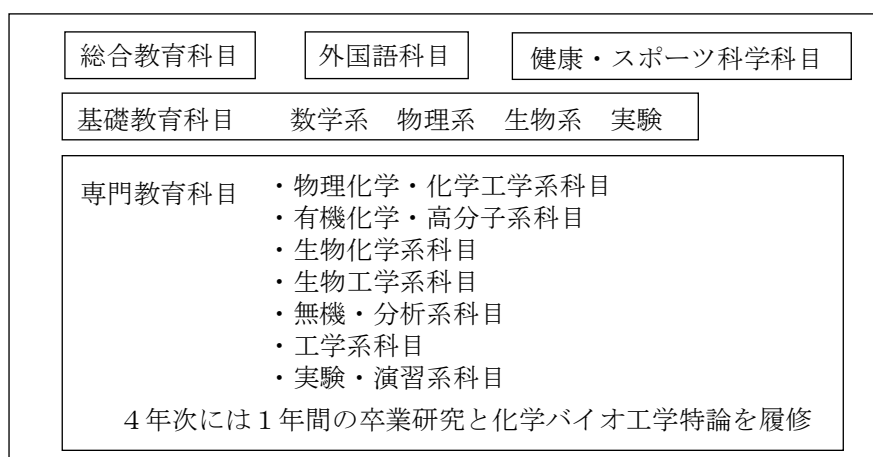 総合教育科目 外国語科目 健康・スポーツ科学科目
基礎教育科目 数学系 物理系 生物系 実験
専門教育科目 ・物理化学・化学工学系科目
・有機化学・高分子系科目
・生物化学系科目
・生物工学系科目
・無機・分析系科目
・工学系科目
・実験・演習系科目
４年次には１年間の卒業研究と化学バイオ工学特論を履修